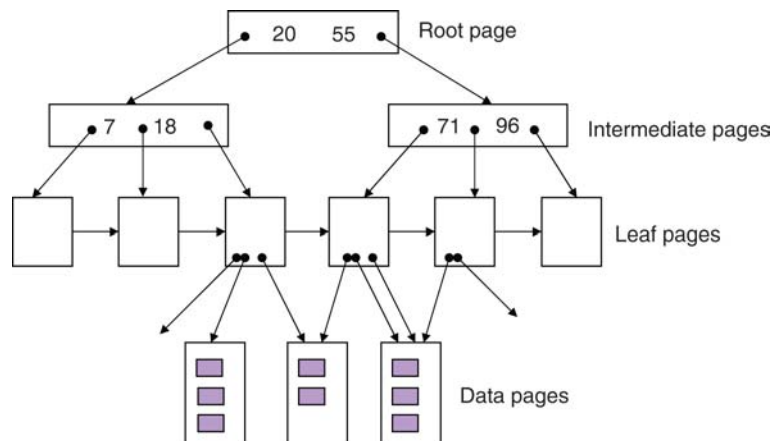 20 55
Root page
7 18
71 96
Intermediate pages
Leaf pages
Data pages